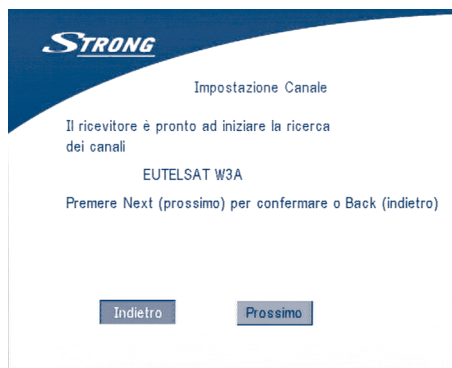 STRONG
Impostazione Canale
Il ricevitore è pronto ad iniziare la ricerca
dei canali
EUTELSAT W3A
Premere Next (prossimo) per confermare o Back (indietro)
Indietro Prossimo